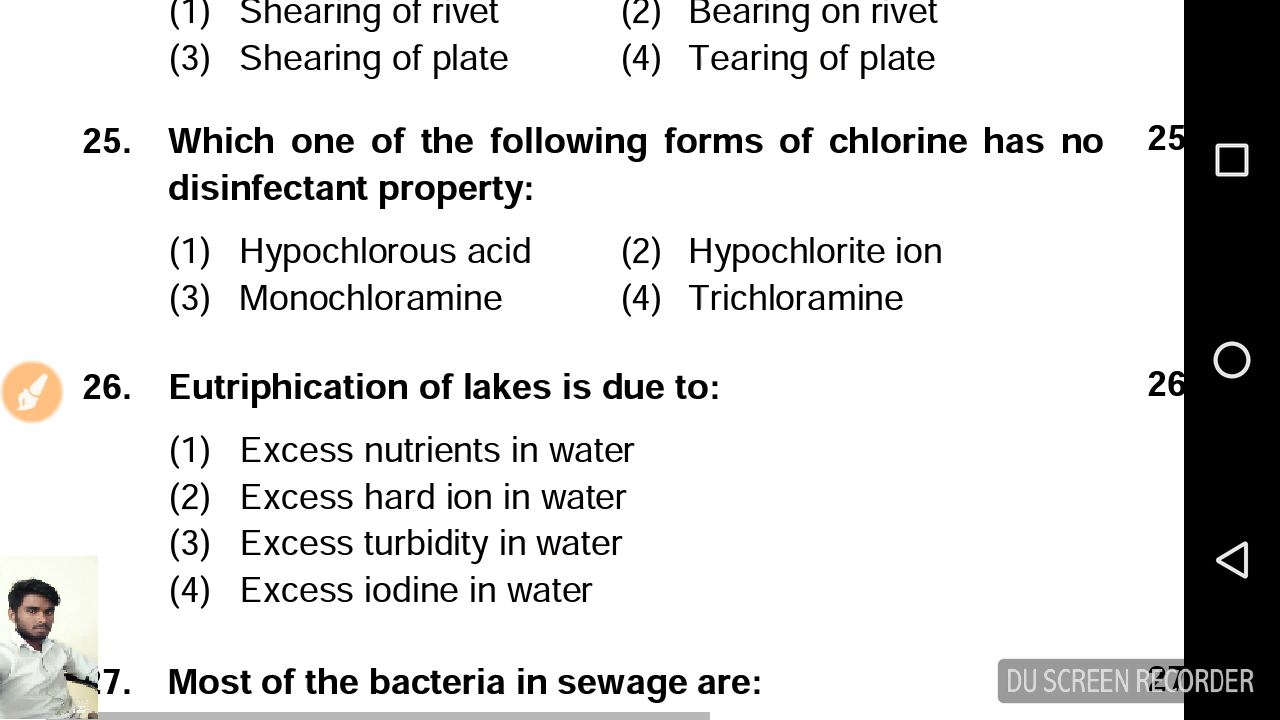 (1) Shearing of rivet (2) Bearing on rivet
(3) Shearing of plate (4) Tearing of plate
25. Which one of the following forms of chlorine has no 25
disinfectant property:
(1) Hypochlorous acid (2) Hypochlorite ion
(3) Monochloramine (4) Trichloramine
26. Eutriphication of lakes is due to: 26
(1) Excess nutrients in water
(2) Excess hard ion in water
(3) Excess turbidity in water
(4) Excess iodine in water
27. Most of the bacteria in sewage are: 27
DU SCREEN RECORDER